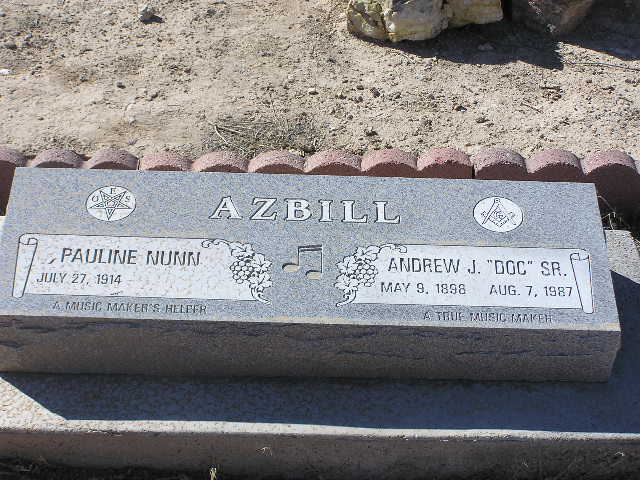 AZBILL
PAULINE NUNN
JULY 27, 1914
A MUSIC MAKER'S HELPER
ANDREW J. "DOC" SR.
MAY 9, 1898 AUG. 7, 1987
A TRUE MUSIC MAKER